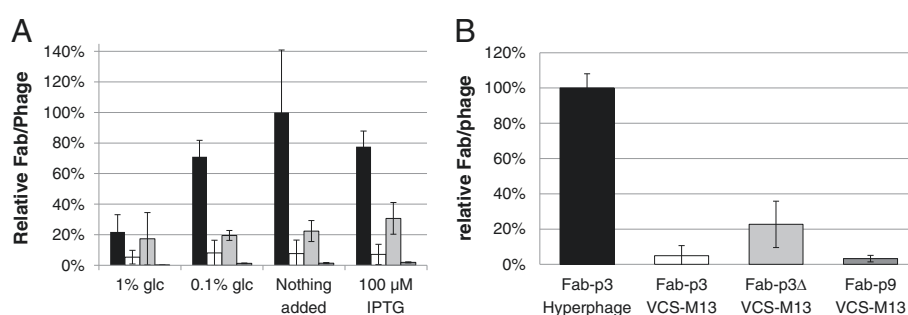 A
Relative Fab/Phage
140%
120%
100%
80%
60%
40%
20%
0%
1% glc
0.1% glc
Nothing
added
100 µM
IPTG
B
relative Fab/phage
120%
100%
80%
60%
40%
20%
0%
Fab-p3
Hyperphage
Fab-p3
VCS-M13
Fab-p3Δ
VCS-M13
Fab-p9
VCS-M13